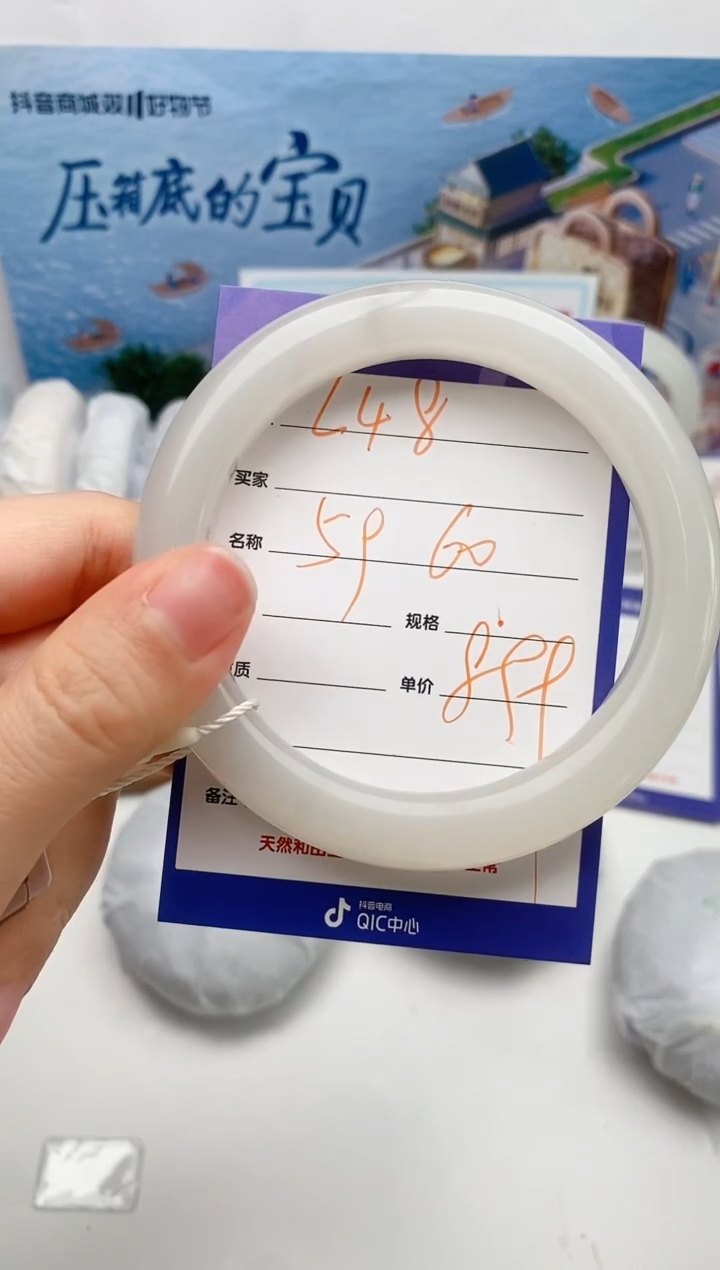 抖音商城双11好物节
压箱底的宝贝
L48
买家
名称 59 60
规格
质 单价 899
备注
天然和田玉
抖音电商
QIC中心